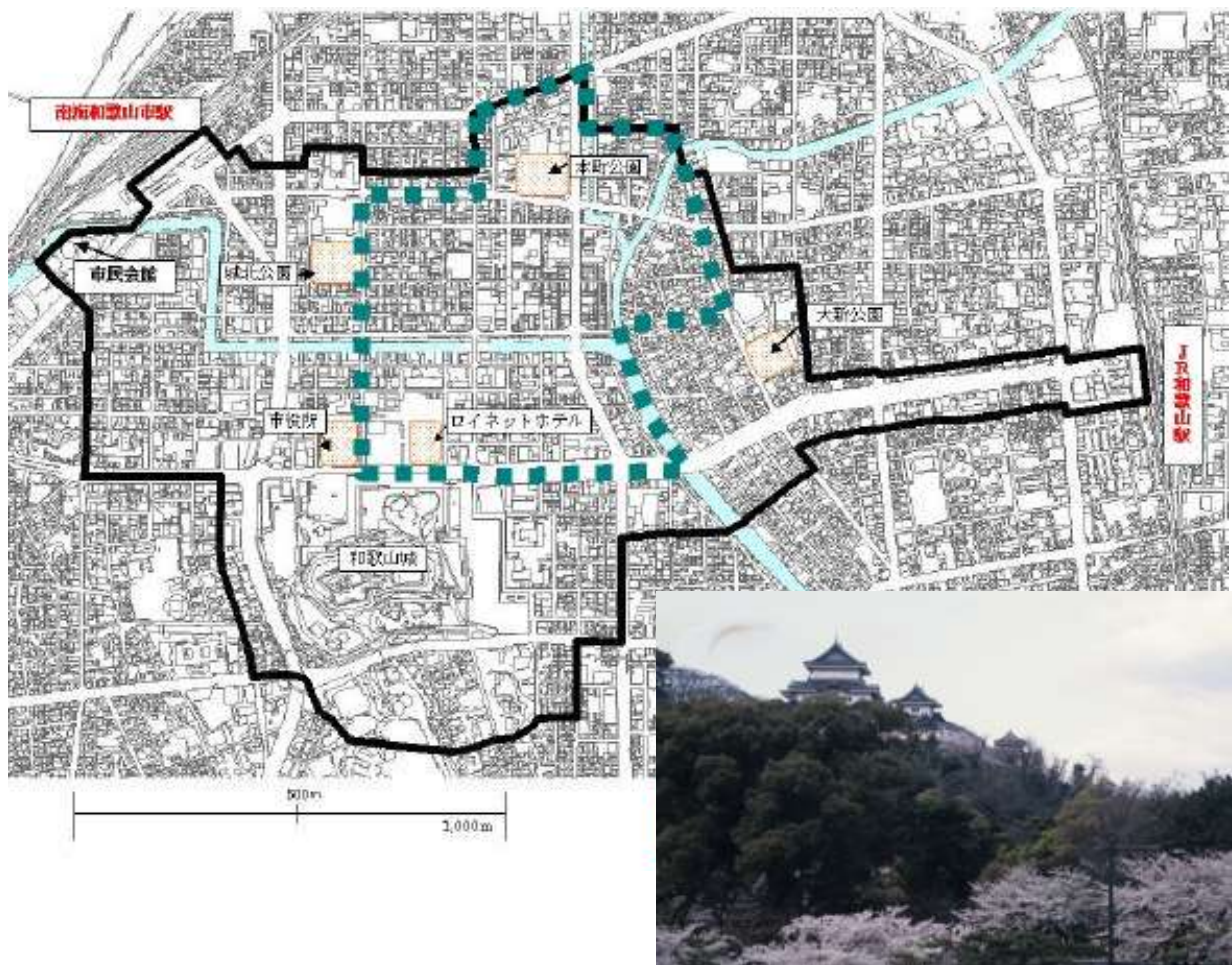 南海和歌山市駅
本町公園
市民会館
城北公園
大新公園
JR和歌山駅
市役所
ロイネットホテル
和歌山城
500m
1,000m